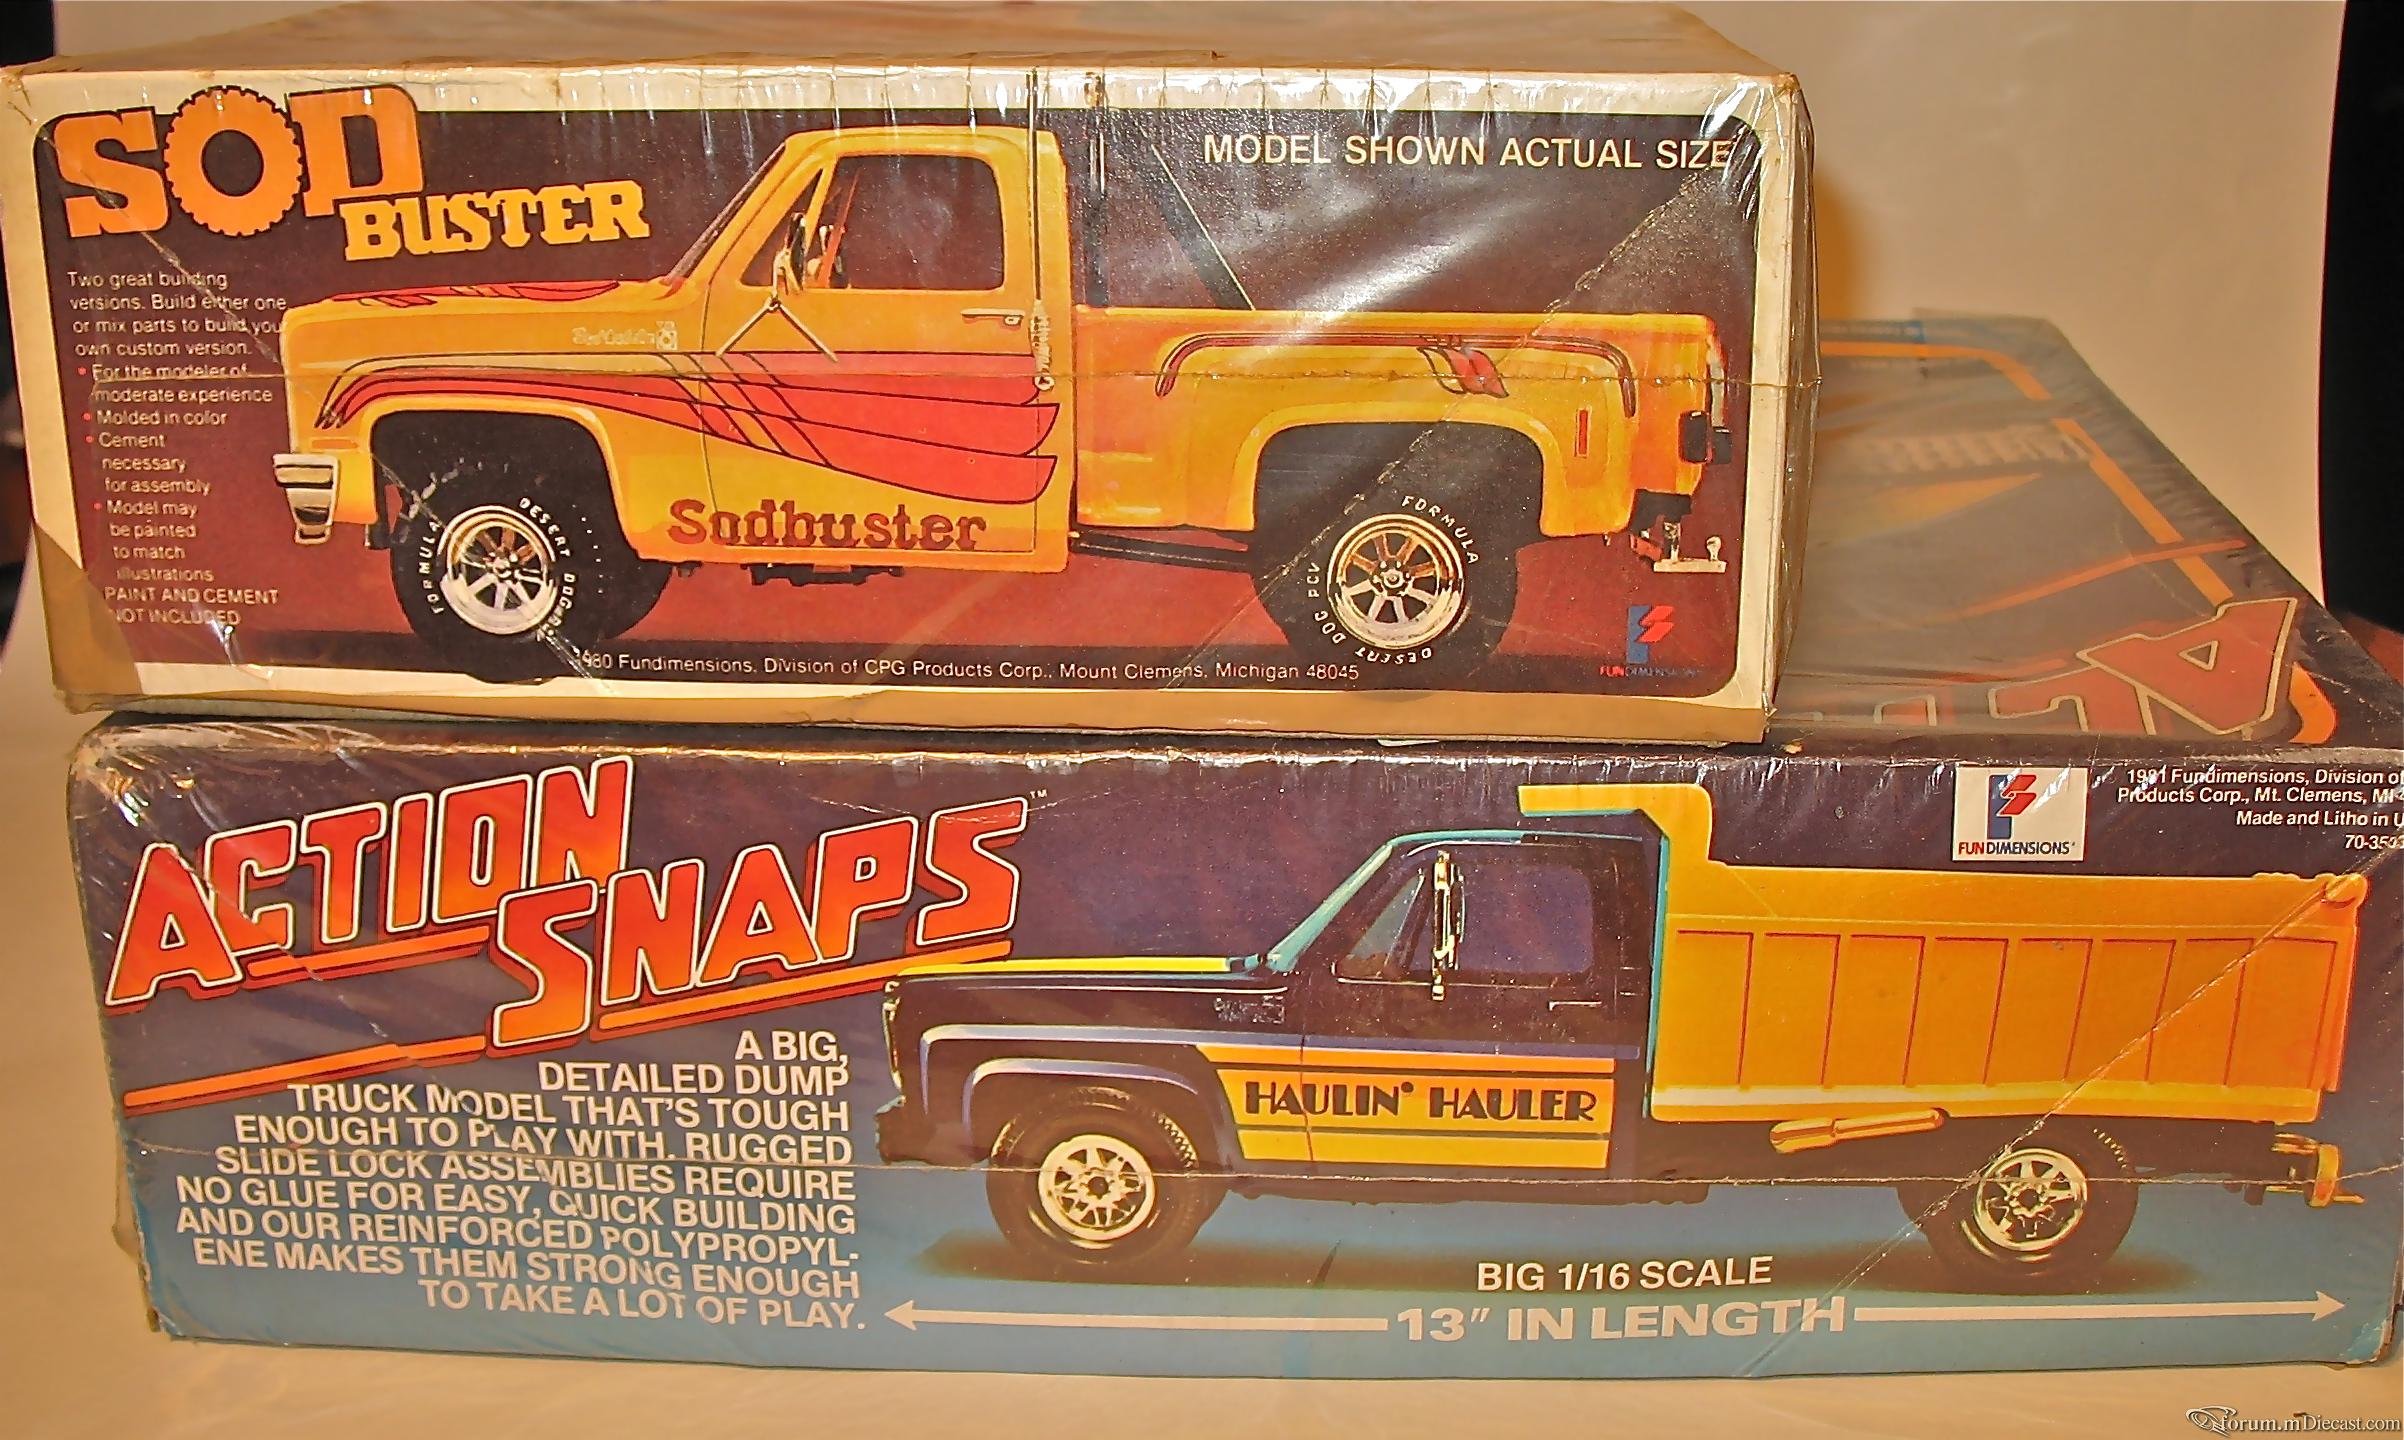 SOD
BUSTER
MODEL SHOWN ACTUAL SIZE
Two great building
versions. Build either one
or mix parts to build your
own custom version.
• For the modeler of
moderate experience
• Molded in color
• Cement
necessary
for assembly
• Model may
be painted
to match
illustrations
PAINT AND CEMENT
NOT INCLUDED
Sodbuster
FORMULA DESERT DOG
FORMULA
DESERT DOG PCV
1980 Fundimensions, Division of CPG Products Corp., Mount Clemens, Michigan 48045
FUNDIMENSIONS
ACTION
SNAPS™
A BIG,
DETAILED DUMP
TRUCK MODEL THAT'S TOUGH
ENOUGH TO PLAY WITH. RUGGED
SLIDE LOCK ASSEMBLIES REQUIRE
NO GLUE FOR EASY, QUICK BUILDING
AND OUR REINFORCED POLYPROPYL-
ENE MAKES THEM STRONG ENOUGH
TO TAKE A LOT OF PLAY.
HAULIN' HAULER
FUNDIMENSIONS
1981 Fundimensions, Division of
Products Corp., Mt. Clemens, MI
Made and Litho in U
BIG 1/16 SCALE
13" IN LENGTH
forum.mDiecast.com